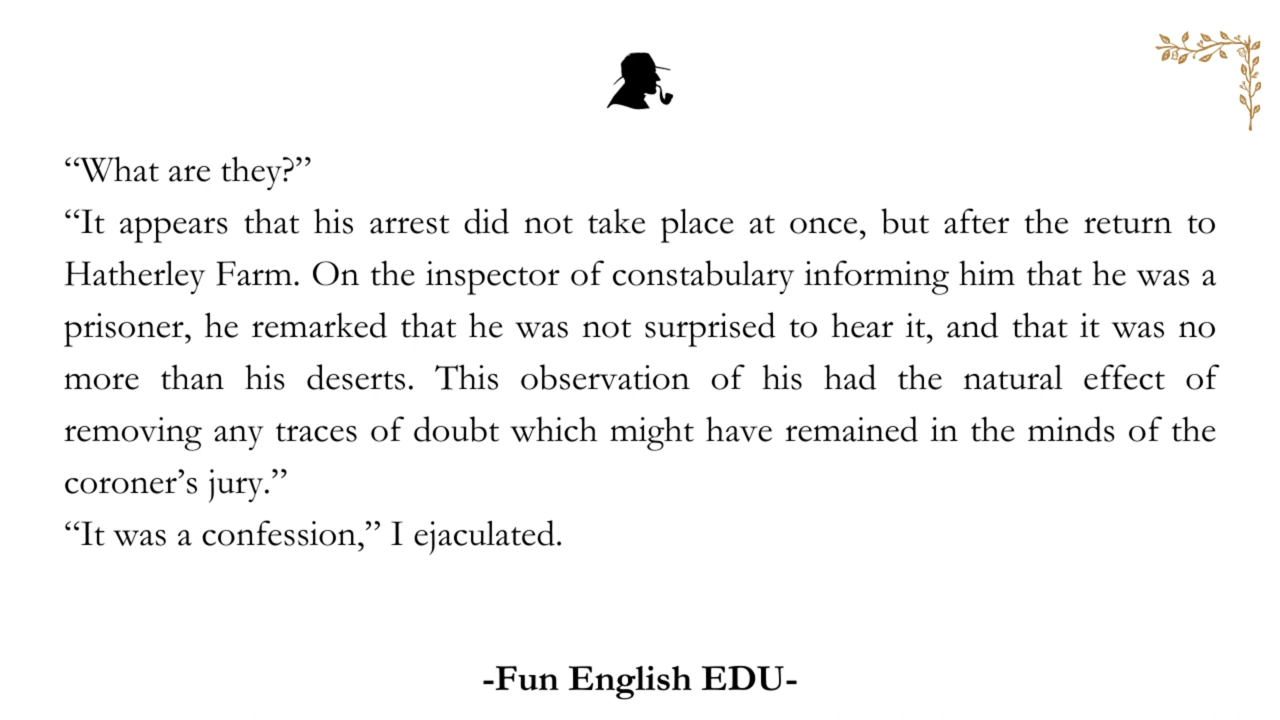 “What are they?”
“It appears that his arrest did not take place at once, but after the return to
Hatherley Farm. On the inspector of constabulary informing him that he was a
prisoner, he remarked that he was not surprised to hear it, and that it was no
more than his deserts. This observation of his had the natural effect of
removing any traces of doubt which might have remained in the minds of the
coroner’s jury.”
“It was a confession,” I ejaculated.
-Fun English EDU-